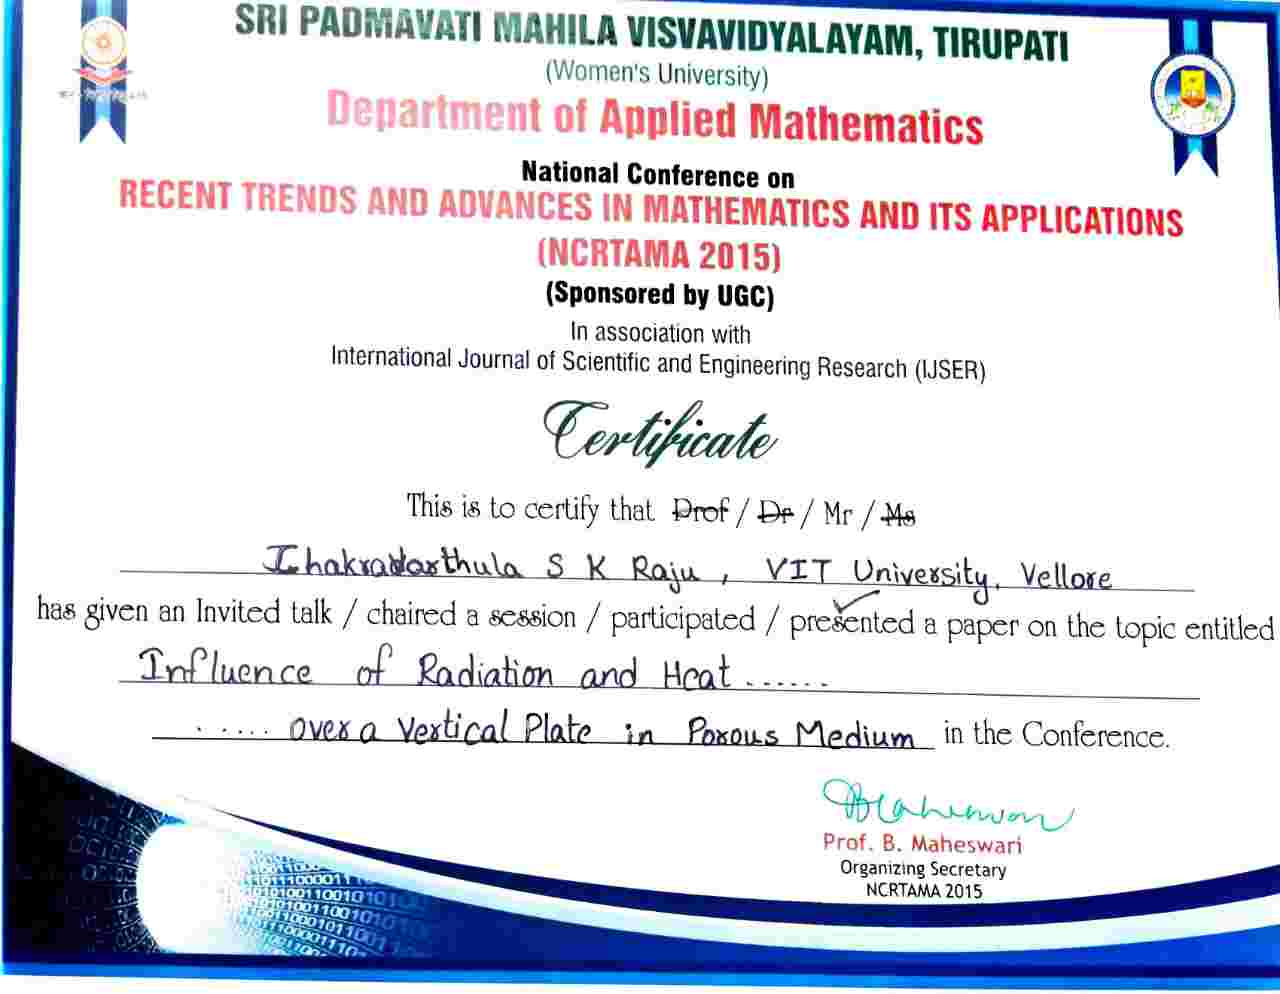 SRI PADMAVATI MAHILA VISVAVIDYALAYAM, TIRUPATI
(Women's University)
Department of Applied Mathematics
National Conference on
RECENT TRENDS AND ADVANCES IN MATHEMATICS AND ITS APPLICATIONS
(NCRTAMA 2015)
(Sponsored by UGC)
In association with
International Journal of Scientific and Engineering Research (IJSER)
Certificate
This is to certify that Prof / Dr / Mr / Ms
Chakravarthula S K Raju, VIT University, Vellore
has given an Invited talk / chaired a session / participated / presented a paper on the topic entitled
Influence of Radiation and Heat ......
...... over a Vertical Plate in Porous Medium in the Conference.
Prof. B. Maheswari
Organizing Secretary
NCRTAMA 2015